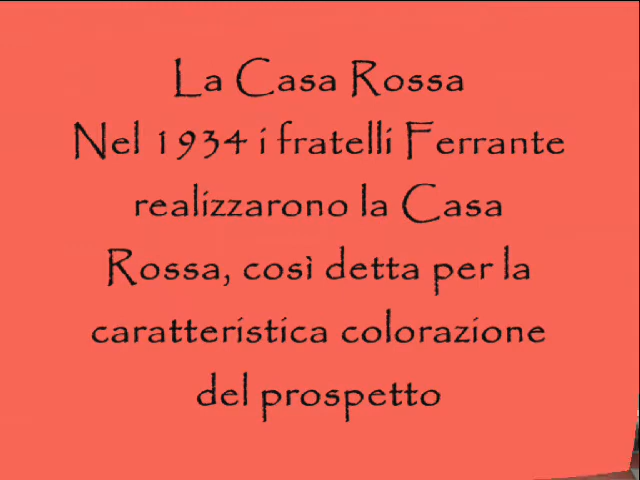 La Casa Rossa
Nel 1934 i fratelli Ferrante
realizzarono la Casa
Rossa, così detta per la
caratteristica colorazione
del prospetto